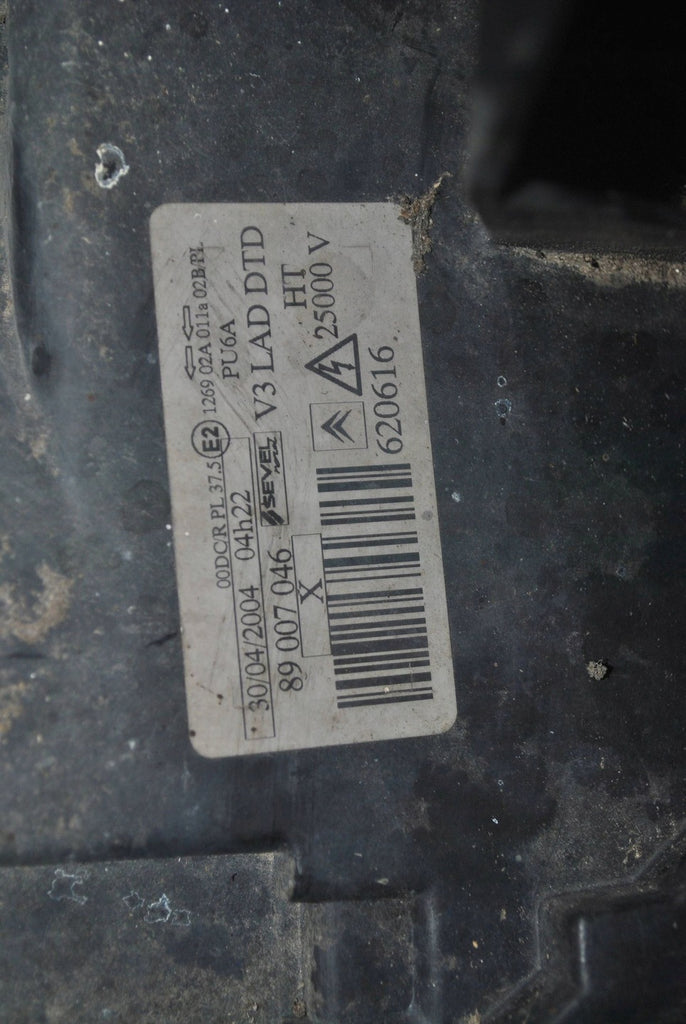 00DC/R PL 37.5 E2 1269 02A 011a 02B/PL
PU6A
30/04/2004 04h22
SEVEL V3 LAD DTD
89 007 046
X
HT
25000 V
620616